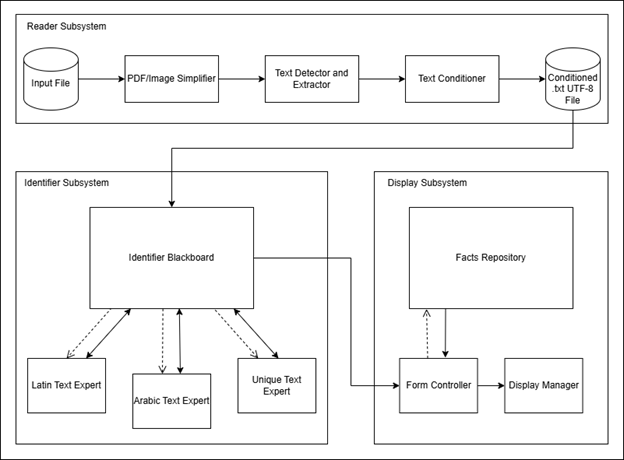 Reader Subsystem
Input File
PDF/Image Simplifier
Text Detector and
Extractor
Text Conditioner
Conditioned
.txt UTF-8
File
Identifier Subsystem
Identifier Blackboard
Latin Text Expert
Arabic Text Expert
Unique Text
Expert
Display Subsystem
Facts Repository
Form Controller
Display Manager